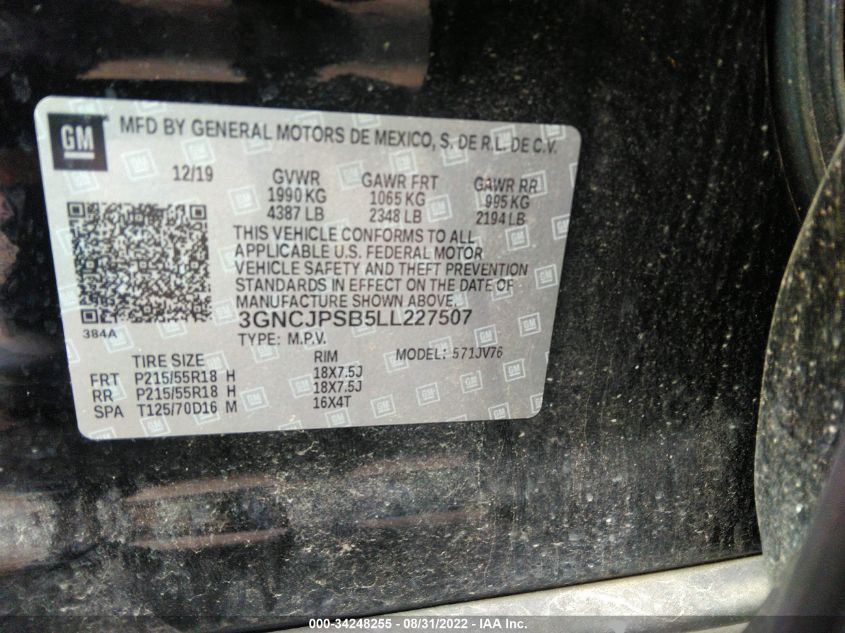 GM
MFD BY GENERAL MOTORS DE MEXICO, S. DE R.L. DE C.V.
12/19 GVWR GAWR FRT GAWR RR
1990 KG 1065 KG 995 KG
4387 LB 2348 LB 2194 LB
THIS VEHICLE CONFORMS TO ALL
APPLICABLE U.S. FEDERAL MOTOR
VEHICLE SAFETY AND THEFT PREVENTION
STANDARDS IN EFFECT ON THE DATE OF
MANUFACTURE SHOWN ABOVE.
384A
3GNCJPSB5LL227507
TYPE: M.P.V. MODEL: 571JV76
TIRE SIZE RIM
FRT P215/55R18 H 18X7.5J
RR P215/55R18 H 18X7.5J
SPA T125/70D16 M 16X4T
000-34248255 - 08/31/2022 - IAA Inc.